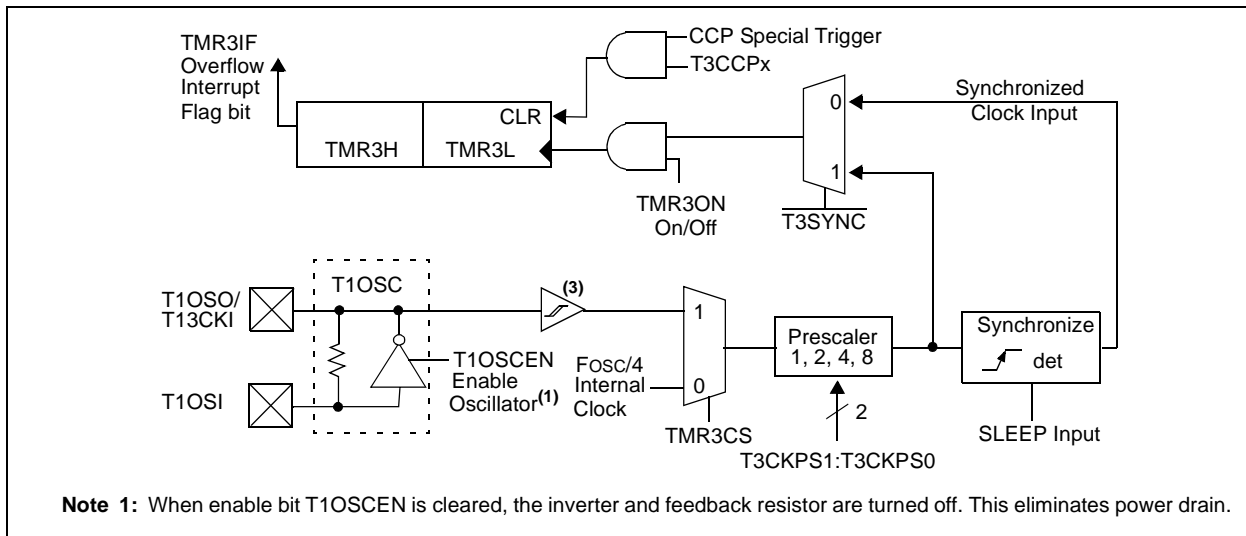 TMR3IF
Overflow
Interrupt
Flag bit
CCP Special Trigger
T3CCPx
CLR
TMR3H
TMR3L
0
1
Synchronized
Clock Input
TMR3ON
On/Off
T3SYNC
T1OSC
T1OSO/
T13CKI
T1OSI
(3)
T1OSCEN
Enable
Oscillator(1)
FOSC/4
Internal
Clock
1
0
TMR3CS
Prescaler
1, 2, 4, 8
2
T3CKPS1:T3CKPS0
Synchronize
det
SLEEP Input
Note 1: When enable bit T1OSCEN is cleared, the inverter and feedback resistor are turned off. This eliminates power drain.